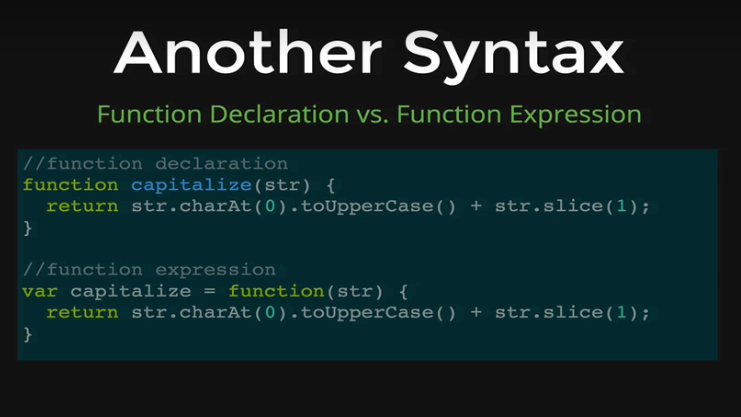 Another Syntax
Function Declaration vs. Function Expression
//function declaration
function capitalize(str) {
  return str.charAt(0).toUpperCase() + str.slice(1);
}
//function expression
var capitalize = function(str) {
  return str.charAt(0).toUpperCase() + str.slice(1);
}